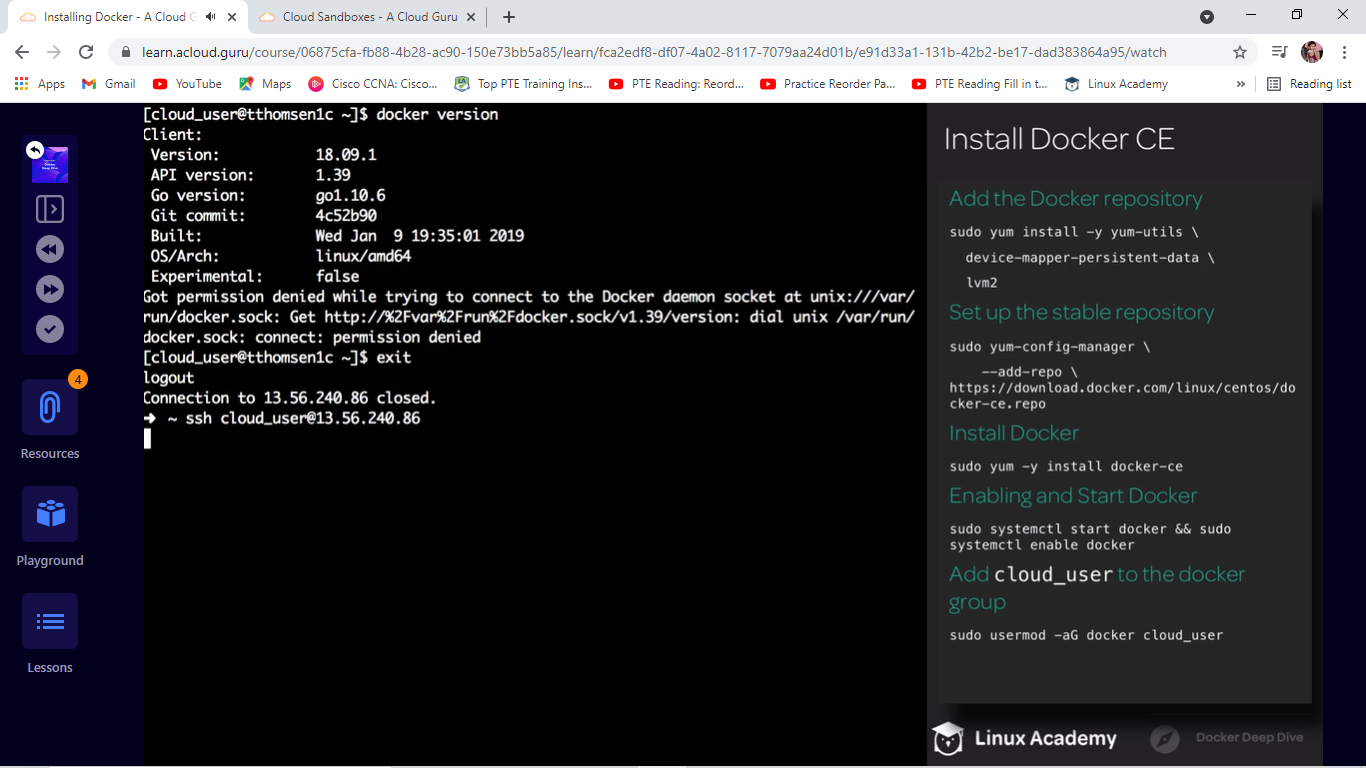 Installing Docker - A Cloud G
Cloud Sandboxes - A Cloud Guru
learn.acloud.guru/course/06875cfa-fb88-4b28-ac90-150e73bb5a85/learn/fca2edf8-df07-4a02-8117-7079aa24d01b/e91d33a1-131b-42b2-be17-dad383864a95/watch
Apps
Gmail
YouTube
Maps
Cisco CCNA: Cisco...
Top PTE Training Ins...
PTE Reading: Reord...
Practice Reorder Pa...
PTE Reading Fill in t...
Linux Academy
»
Reading list
4
Resources
Playground
Lessons
[cloud_user@tthomsen1c ~]$ docker version
Client:
Version: 18.09.1
API version: 1.39
Go version: go1.10.6
Git commit: 4c52b90
Built: Wed Jan  9 19:35:01 2019
OS/Arch: linux/amd64
Experimental: false
Got permission denied while trying to connect to the Docker daemon socket at unix:///var/
run/docker.sock: Get http://%2Fvar%2Frun%2Fdocker.sock/v1.39/version: dial unix /var/run/
docker.sock: connect: permission denied
[cloud_user@tthomsen1c ~]$ exit
logout
Connection to 13.56.240.86 closed.
➜ ~ ssh cloud_user@13.56.240.86
Install Docker CE
Add the Docker repository
sudo yum install -y yum-utils \
device-mapper-persistent-data \
lvm2
Set up the stable repository
sudo yum-config-manager \
--add-repo \
https://download.docker.com/linux/centos/do
cker-ce.repo
Install Docker
sudo yum -y install docker-ce
Enabling and Start Docker
sudo systemctl start docker && sudo
systemctl enable docker
Add cloud_user to the docker
group
sudo usermod -aG docker cloud_user
Linux Academy
Docker Deep Dive